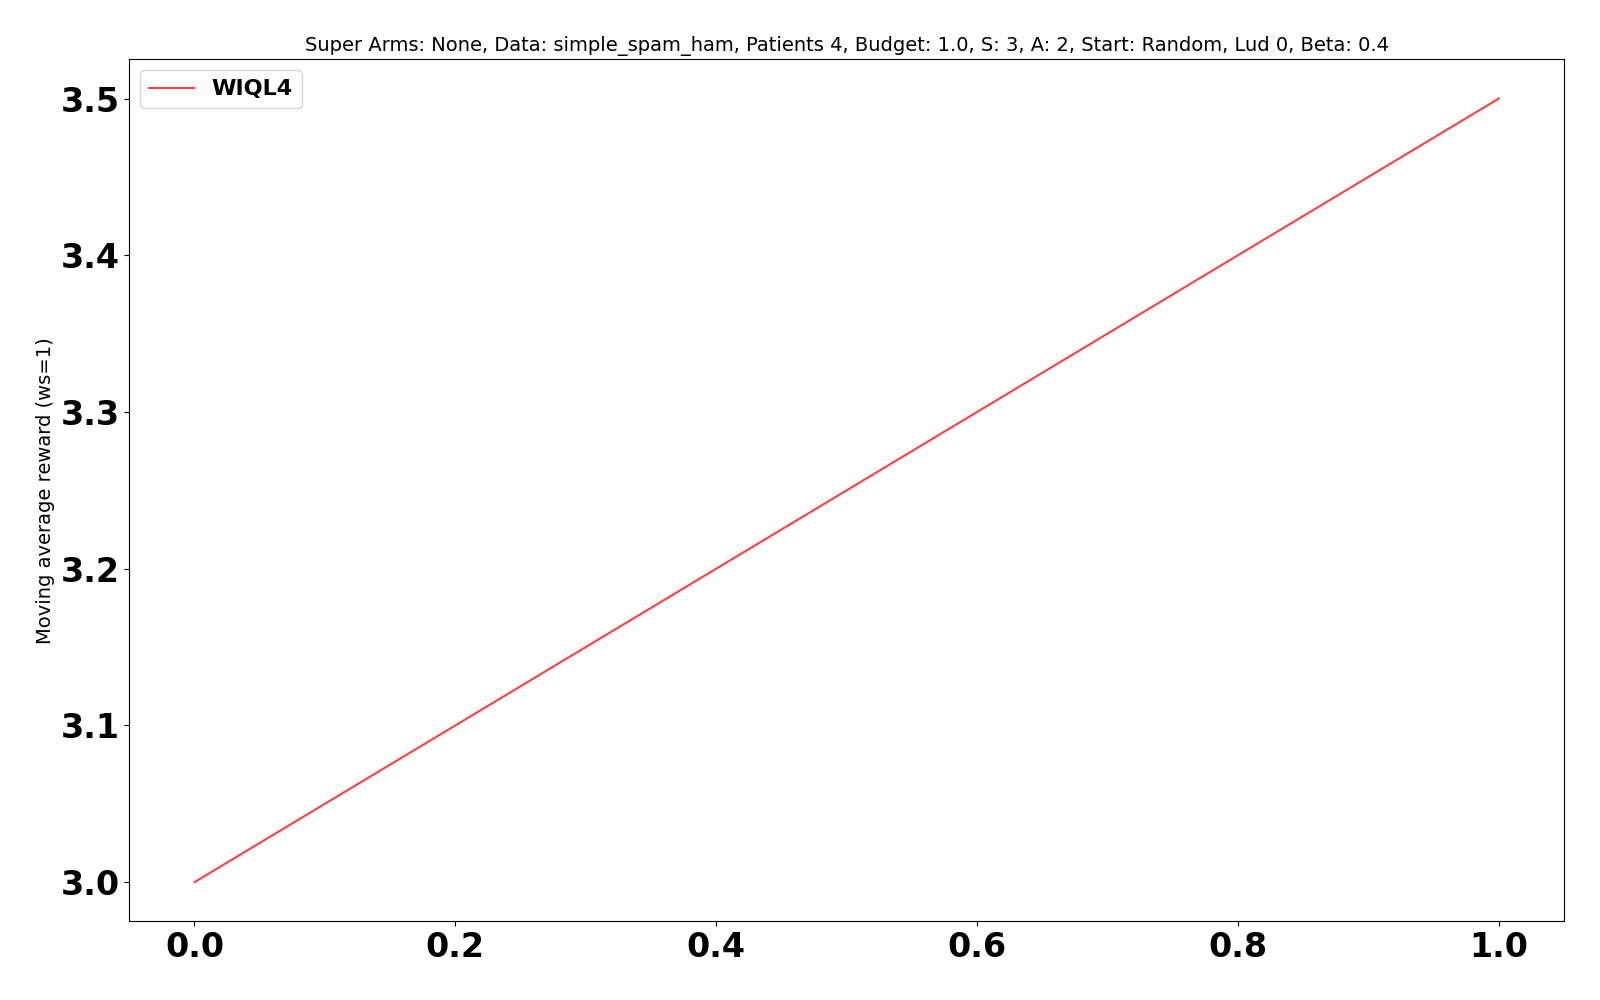 Super Arms: None, Data: simple_spam_ham, Patients 4, Budget: 1.0, S: 3, A: 2, Start: Random, Lud 0, Beta: 0.4
WIQL4
Moving average reward (ws=1)
3.5
3.4
3.3
3.2
3.1
3.0
0.0 0.2 0.4 0.6 0.8 1.0